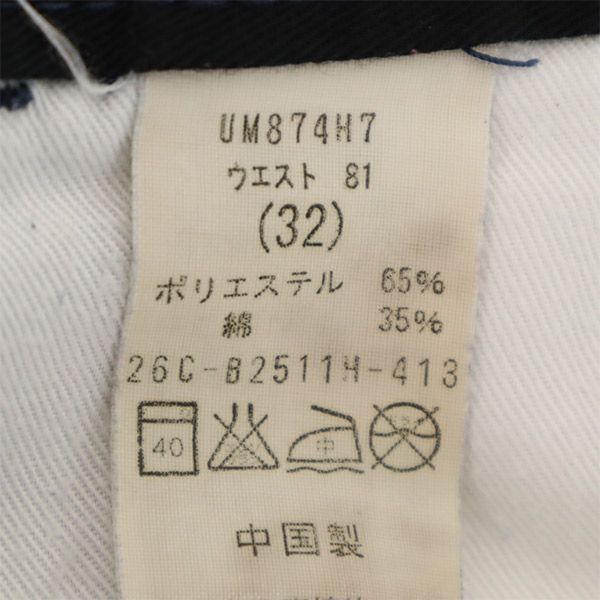 UM874H7
ウエスト 81
(32)
ポリエステル 65%
綿 35%
26C-B2511H-413
40 中
中国製